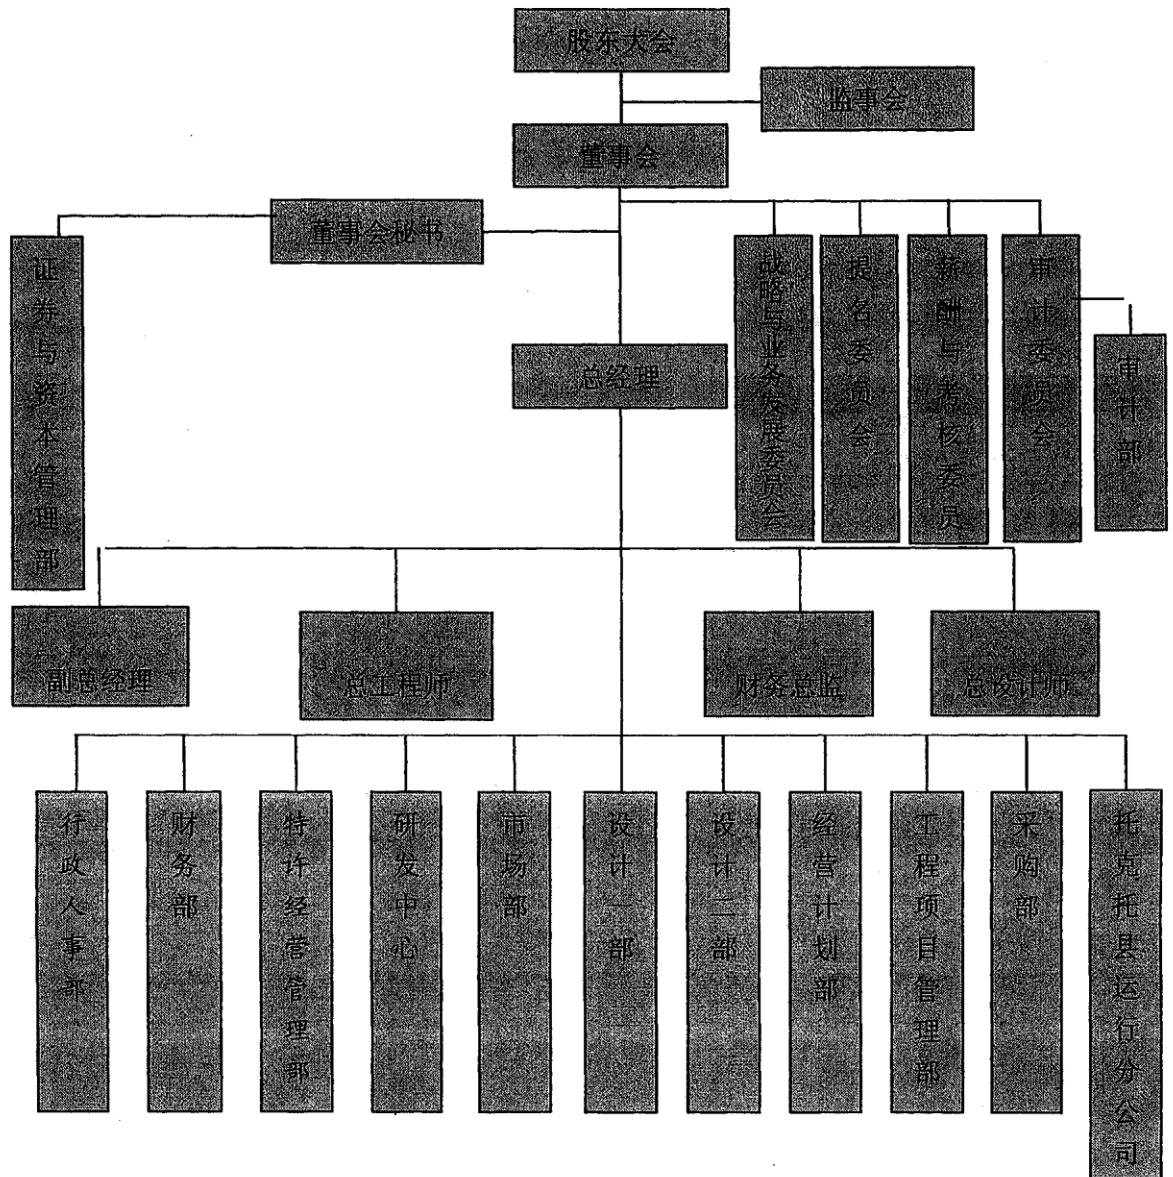 股东大会
监事会
董事会
董事会秘书
证券与资本管理部
战略与业务发展委员会
提名委员会
薪酬与考核委员
审计委员会
审计部
总经理
副总经理
总工程师
财务总监
总设计师
行政人事部
财务部
特许经营管理部
研发中心
市场部
设计一部
设计二部
经营计划部
工程项目管理部
采购部
托克托县运行分公司